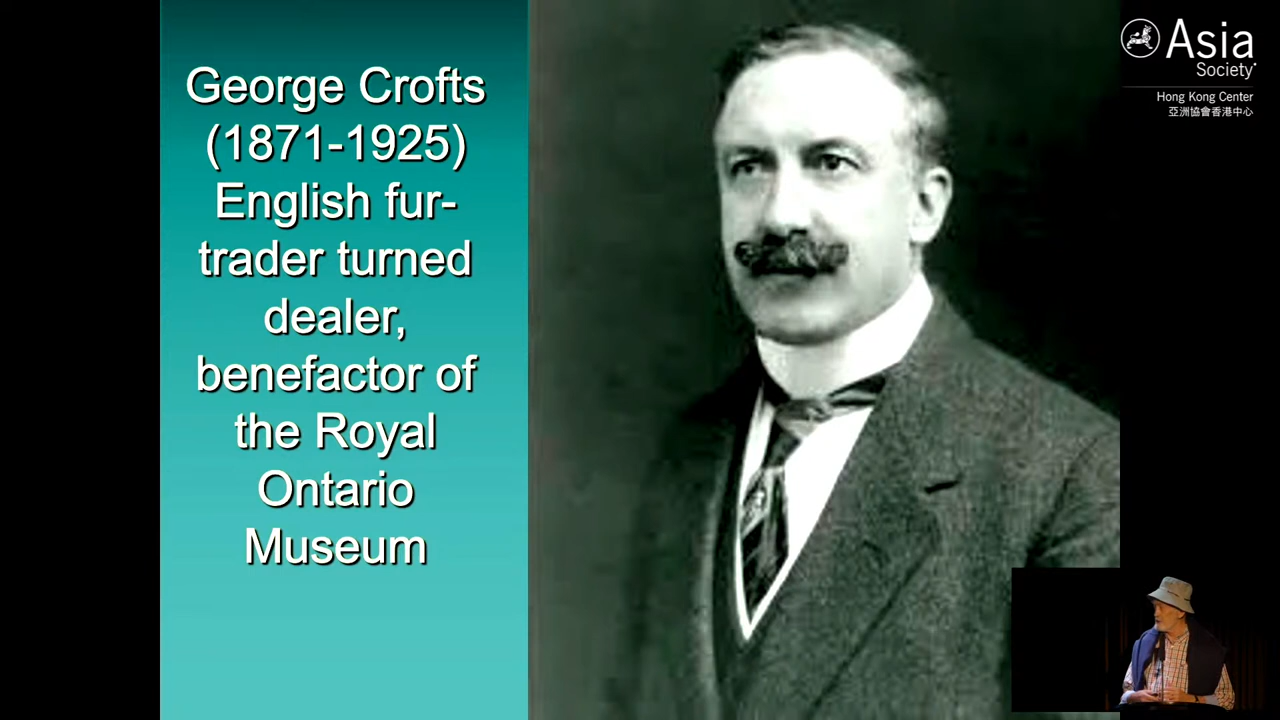 George Crofts
(1871-1925)
English fur-
trader turned
dealer,
benefactor of
the Royal
Ontario
Museum
Asia
Society
Hong Kong Center
亞洲協會香港中心